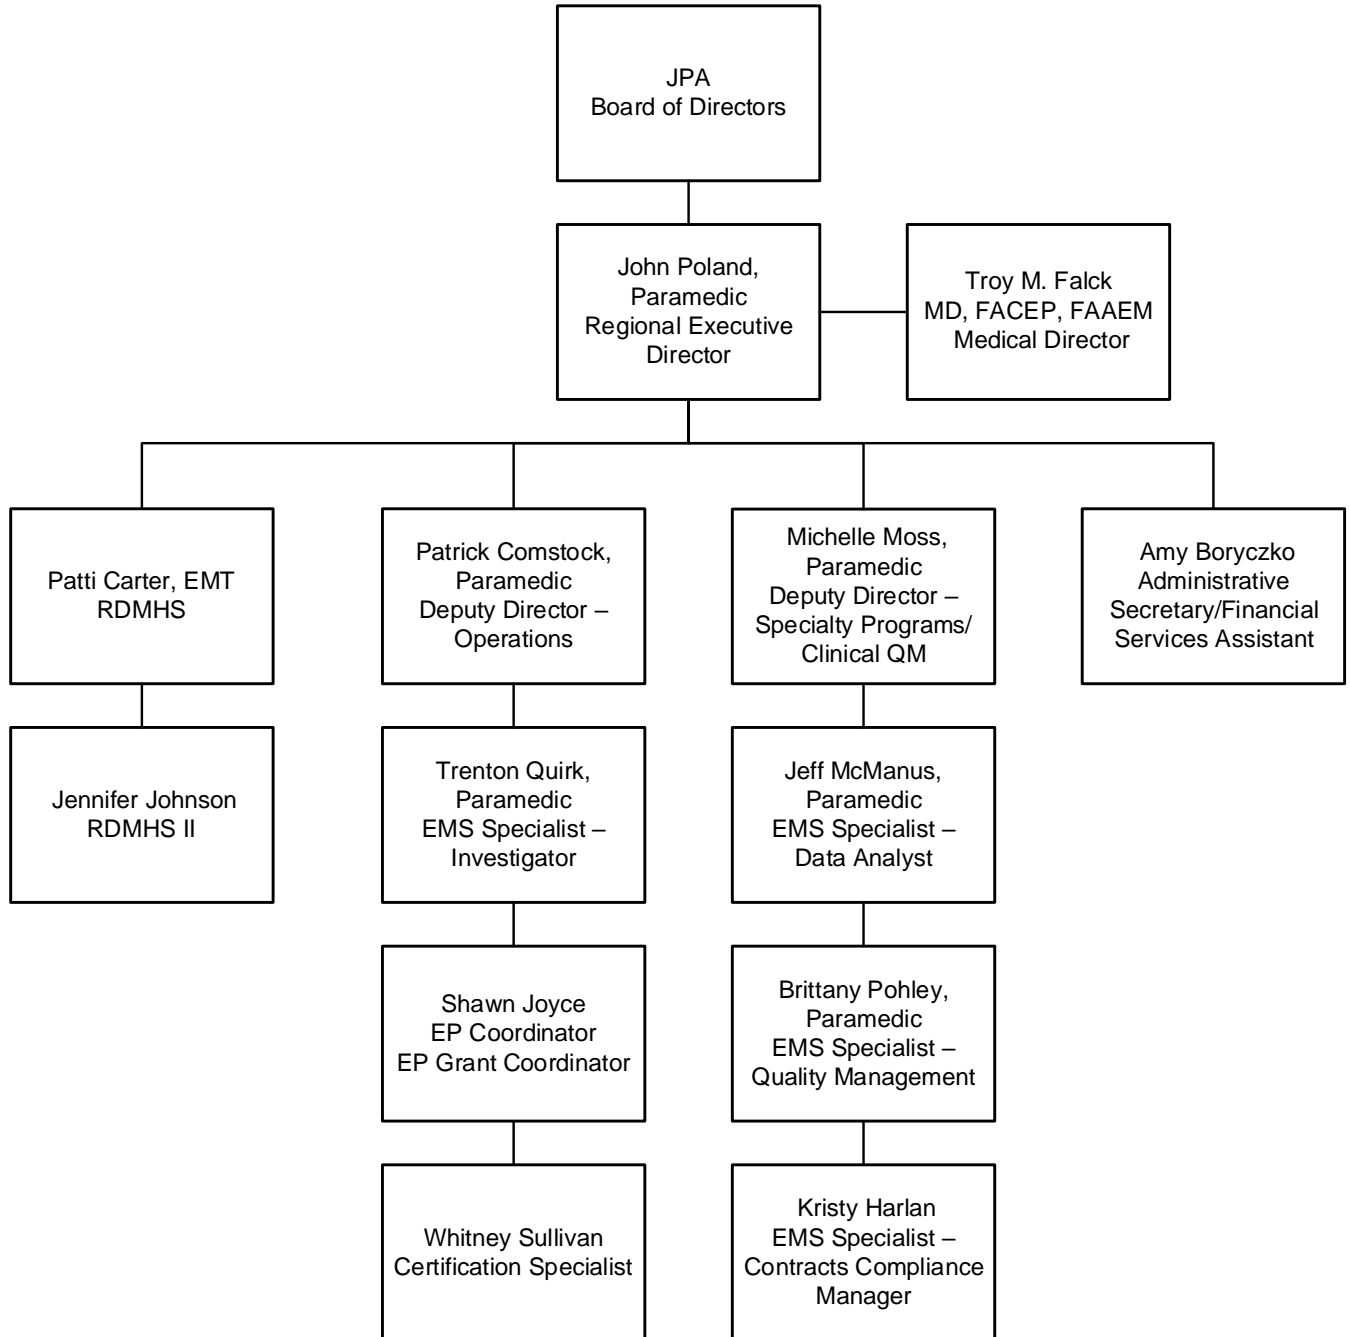 JPA
Board of Directors
John Poland,
Paramedic
Regional Executive
Director
Troy M. Falck
MD, FACEP, FAAEM
Medical Director
Patti Carter, EMT
RDMHS
Patrick Comstock,
Paramedic
Deputy Director –
Operations
Michelle Moss,
Paramedic
Deputy Director –
Specialty Programs/
Clinical QM
Amy Boryczko
Administrative
Secretary/Financial
Services Assistant
Jennifer Johnson
RDMHS II
Trenton Quirk,
Paramedic
EMS Specialist –
Investigator
Jeff McManus,
Paramedic
EMS Specialist –
Data Analyst
Shawn Joyce
EP Coordinator
EP Grant Coordinator
Brittany Pohley,
Paramedic
EMS Specialist –
Quality Management
Whitney Sullivan
Certification Specialist
Kristy Harlan
EMS Specialist –
Contracts Compliance
Manager